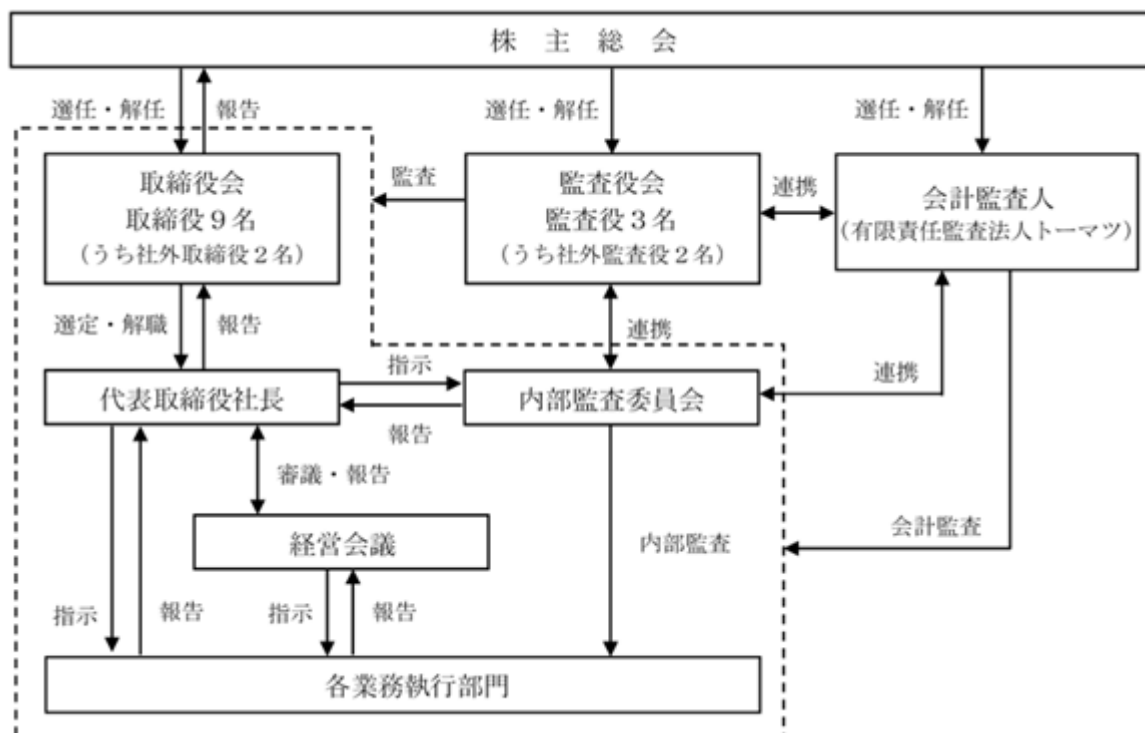 株主総会
選任・解任
報告
選任・解任
選任・解任
取締役会
取締役9名
(うち社外取締役2名)
監査
監査役会
監査役3名
(うち社外監査役2名)
連携
会計監査人
(有限責任監査法人トーマツ)
選定・解職
報告
連携
連携
代表取締役社長
指示
報告
内部監査委員会
審議・報告
経営会議
内部監査
会計監査
指示
報告
指示
報告
各業務執行部門